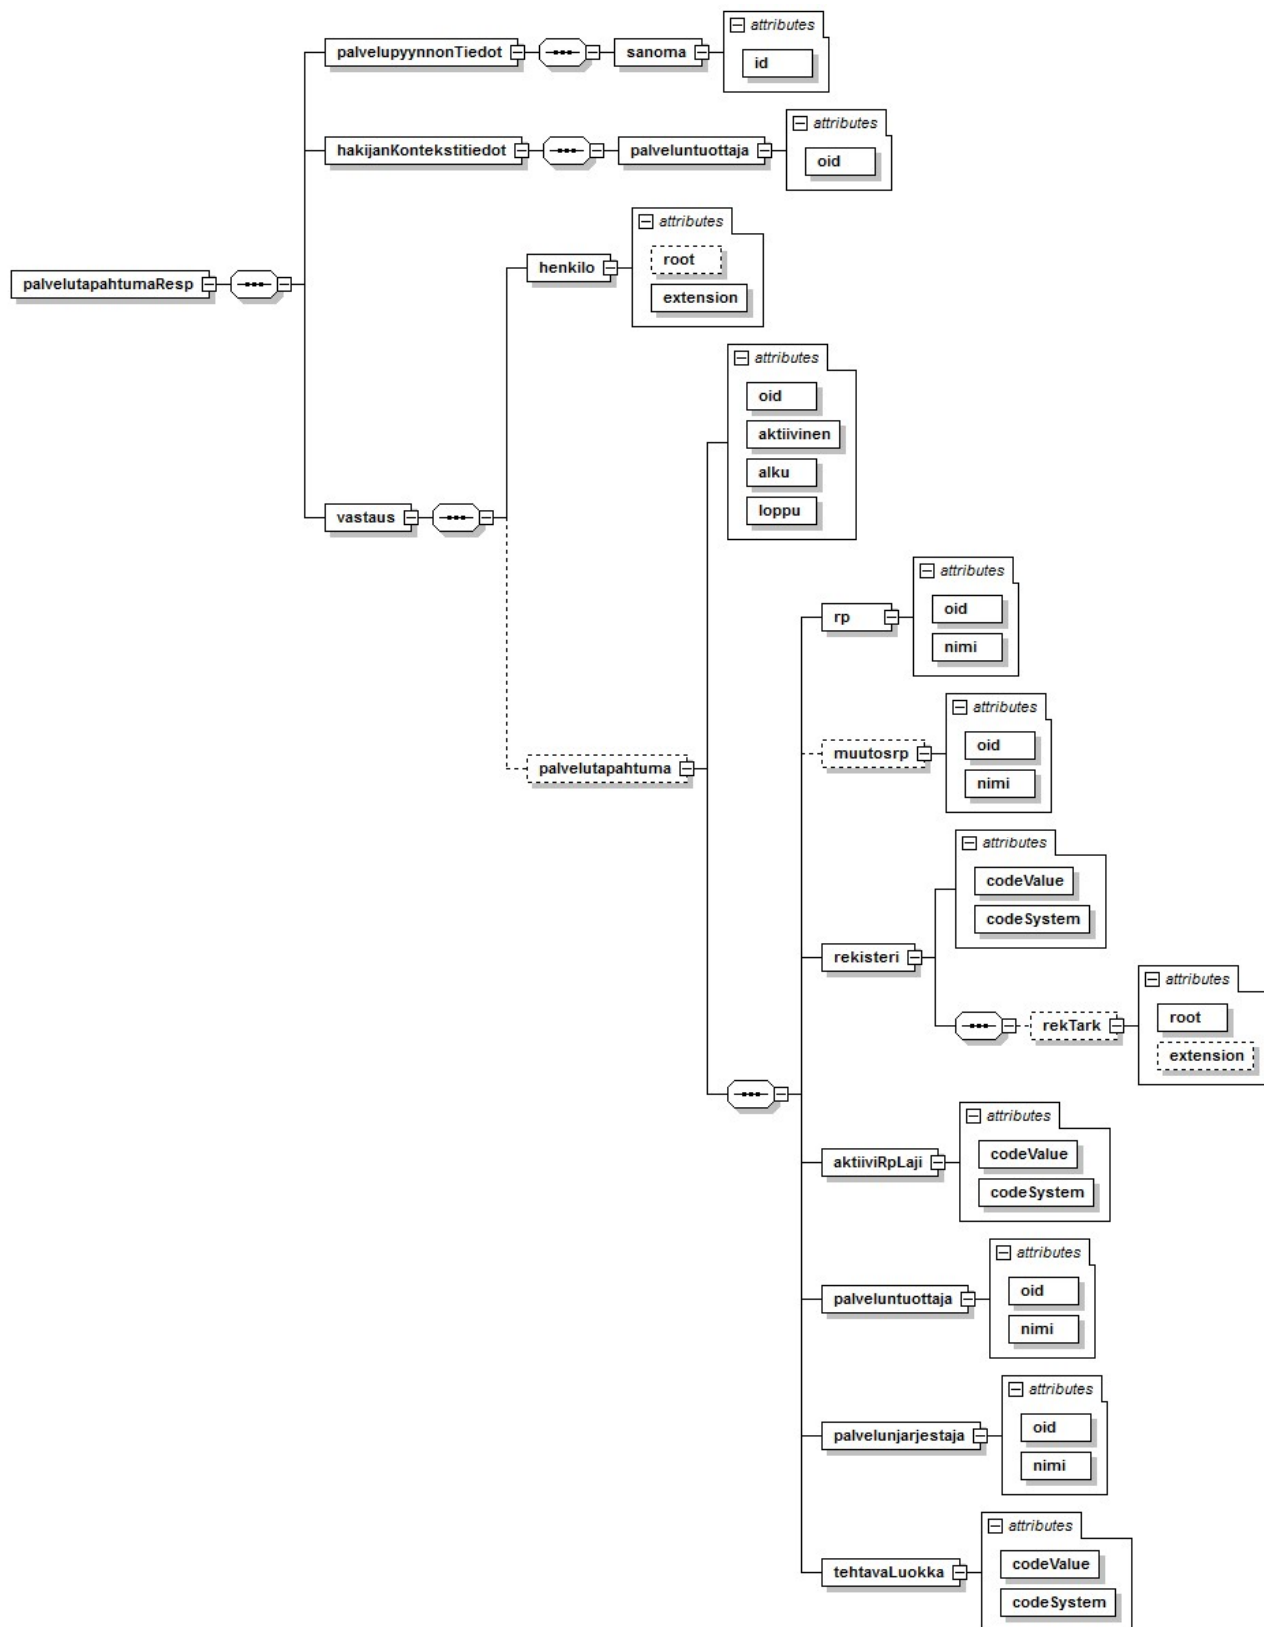 attributes
palvelupyynnonTiedot
sanoma
id
attributes
hakijanKontekstitiedot
palveluntuottaja
oid
attributes
root
henkilo
extension
palvelutapahtumaResp
attributes
oid
aktiivinen
alku
loppu
vastaus
attributes
oid
rp
nimi
attributes
oid
muutosrp
nimi
palvelutapahtuma
attributes
codeValue
codeSystem
rekisteri
attributes
root
rekTark
extension
attributes
codeValue
aktiiviRpLaji
codeSystem
attributes
oid
palveluntuottaja
nimi
attributes
oid
palvelunjarjestaja
nimi
attributes
codeValue
tehtavaLuokka
codeSystem